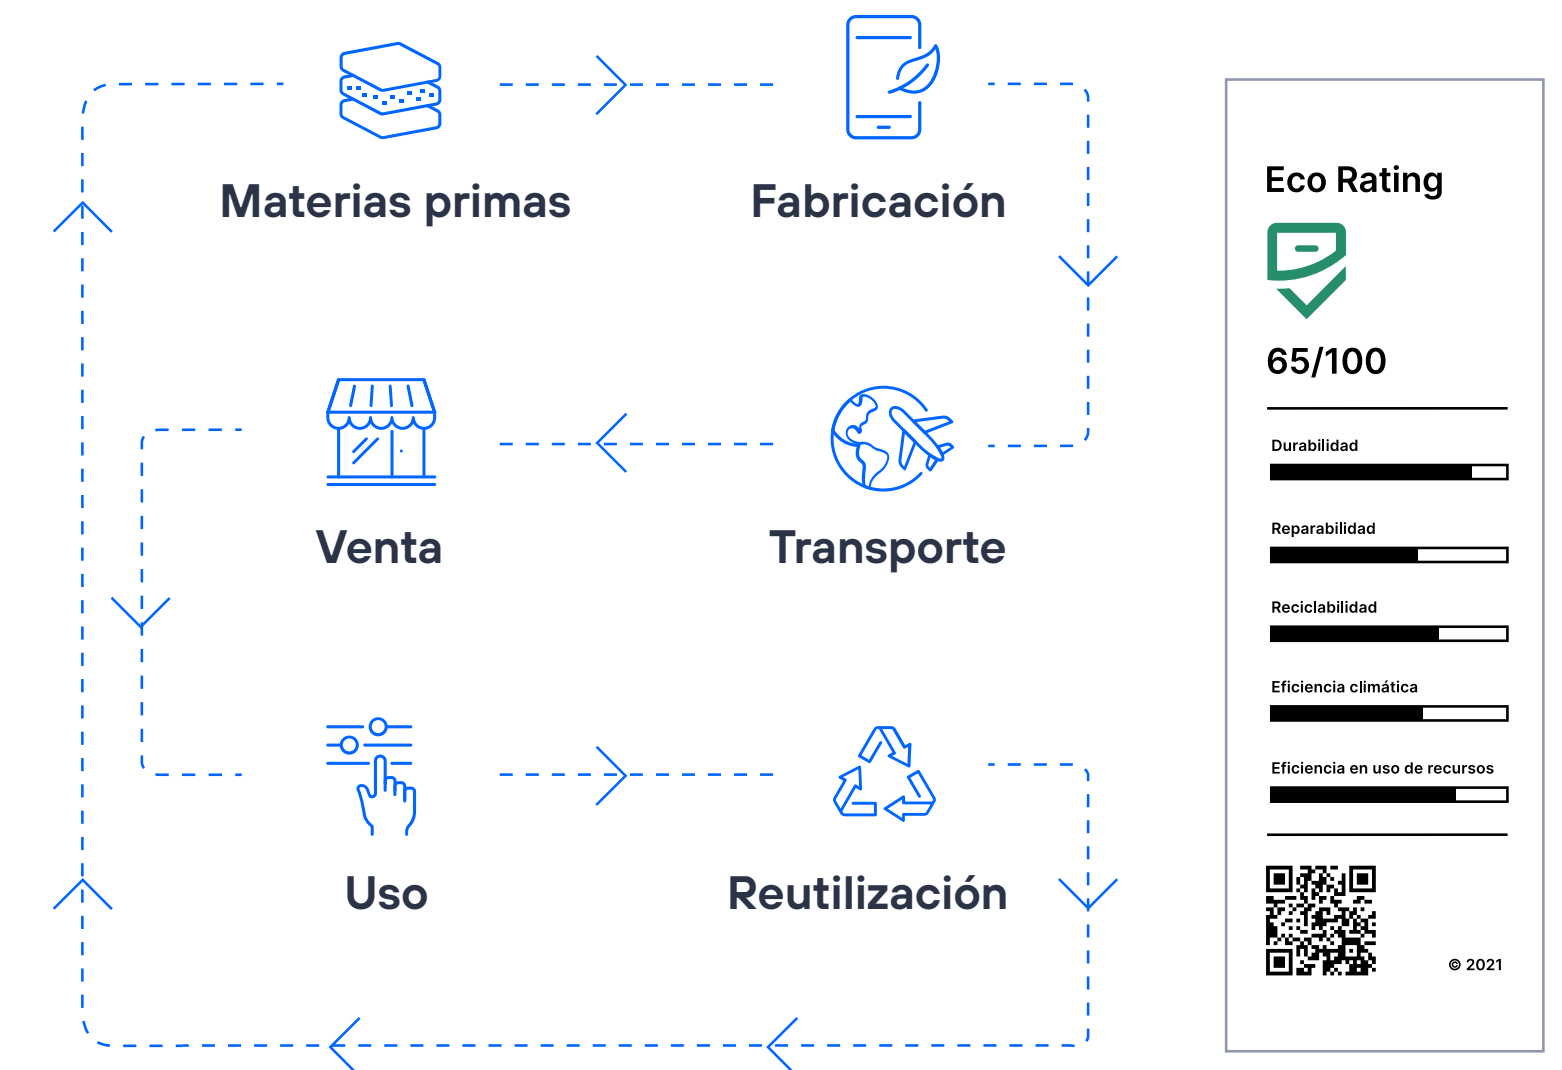 Materias primas
Fabricación
Venta
Transporte
Uso
Reutilización
Eco Rating
65/100
Durabilidad
Reparabilidad
Reciclabilidad
Eficiencia climática
Eficiencia en uso de recursos
© 2021